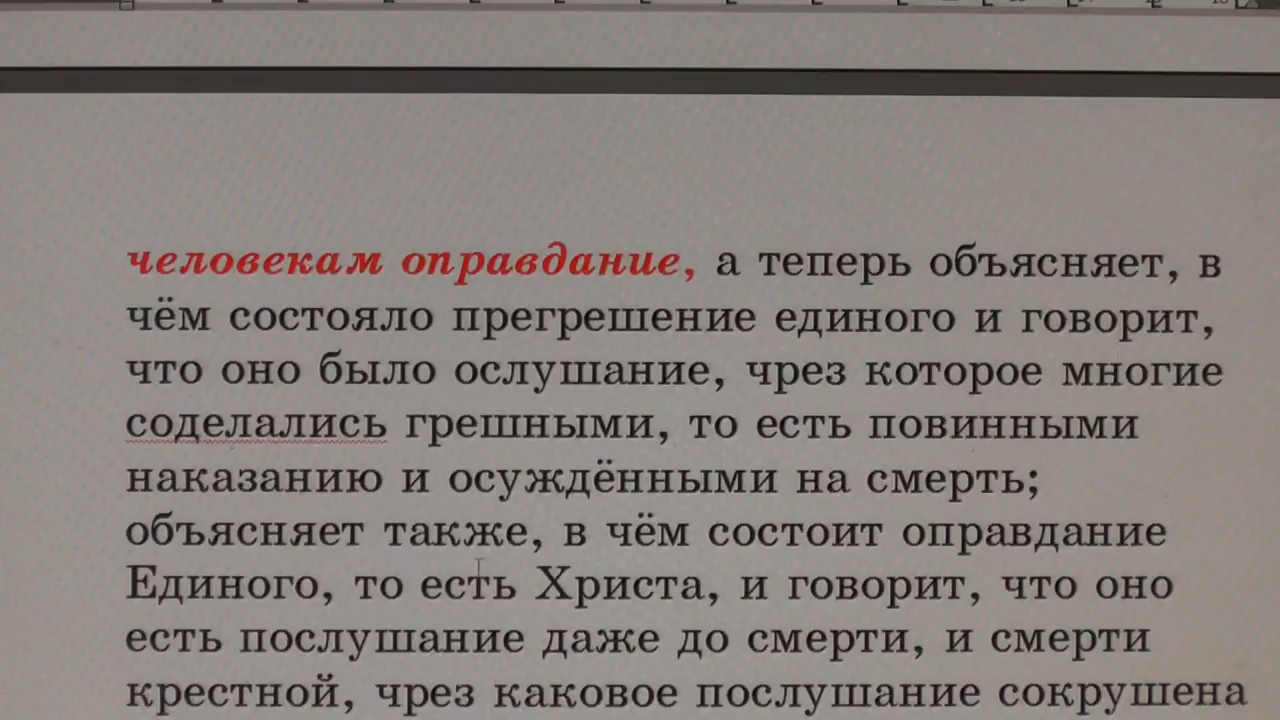 человекам оправдание, а теперь объясняет, в
чём состояло прегрешение единого и говорит,
что оно было ослушание, чрез которое многие
соделались грешными, то есть повинными
наказанию и осуждёнными на смерть;
объясняет также, в чём состоит оправдание
Единого, то есть Христа, и говорит, что оно
есть послушание даже до смерти, и смерти
крестной, чрез каковое послушание сокрушена